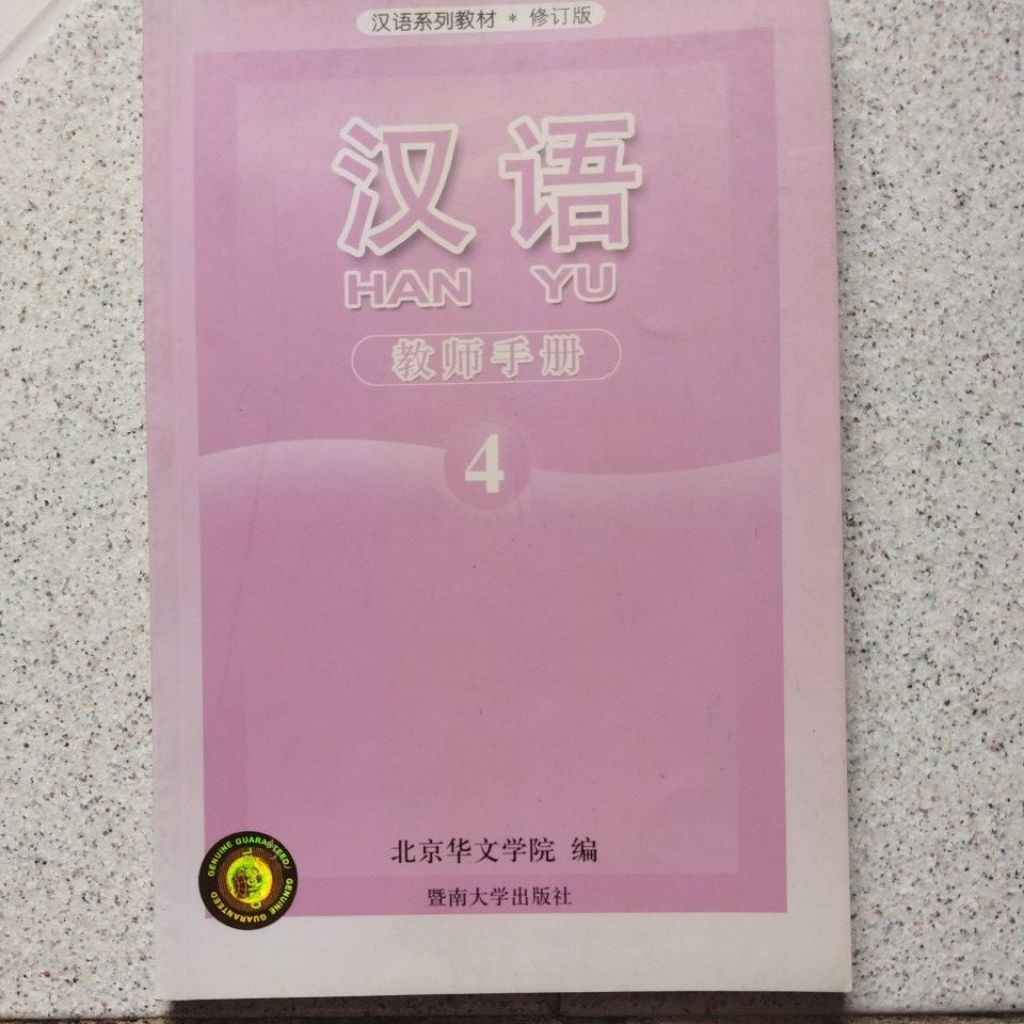 汉语系列教材 * 修订版
汉语
HAN YU
教师手册
4
北京华文学院 编
暨南大学出版社
GENUINE GUARANTEED
GENUINE GUARANTEED